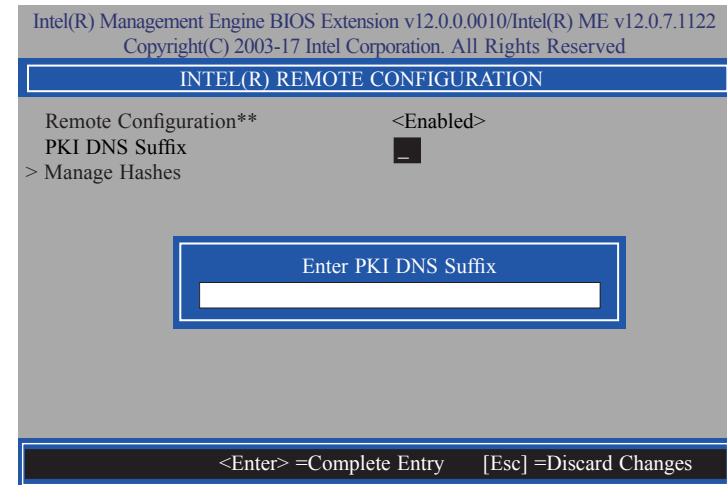 Intel(R) Management Engine BIOS Extension v12.0.0.0010/Intel(R) ME v12.0.7.1122
Copyright(C) 2003-17 Intel Corporation. All Rights Reserved
INTEL(R) REMOTE CONFIGURATION
Remote Configuration** <Enabled>
PKI DNS Suffix _
> Manage Hashes
Enter PKI DNS Suffix
<Enter> =Complete Entry [Esc] =Discard Changes